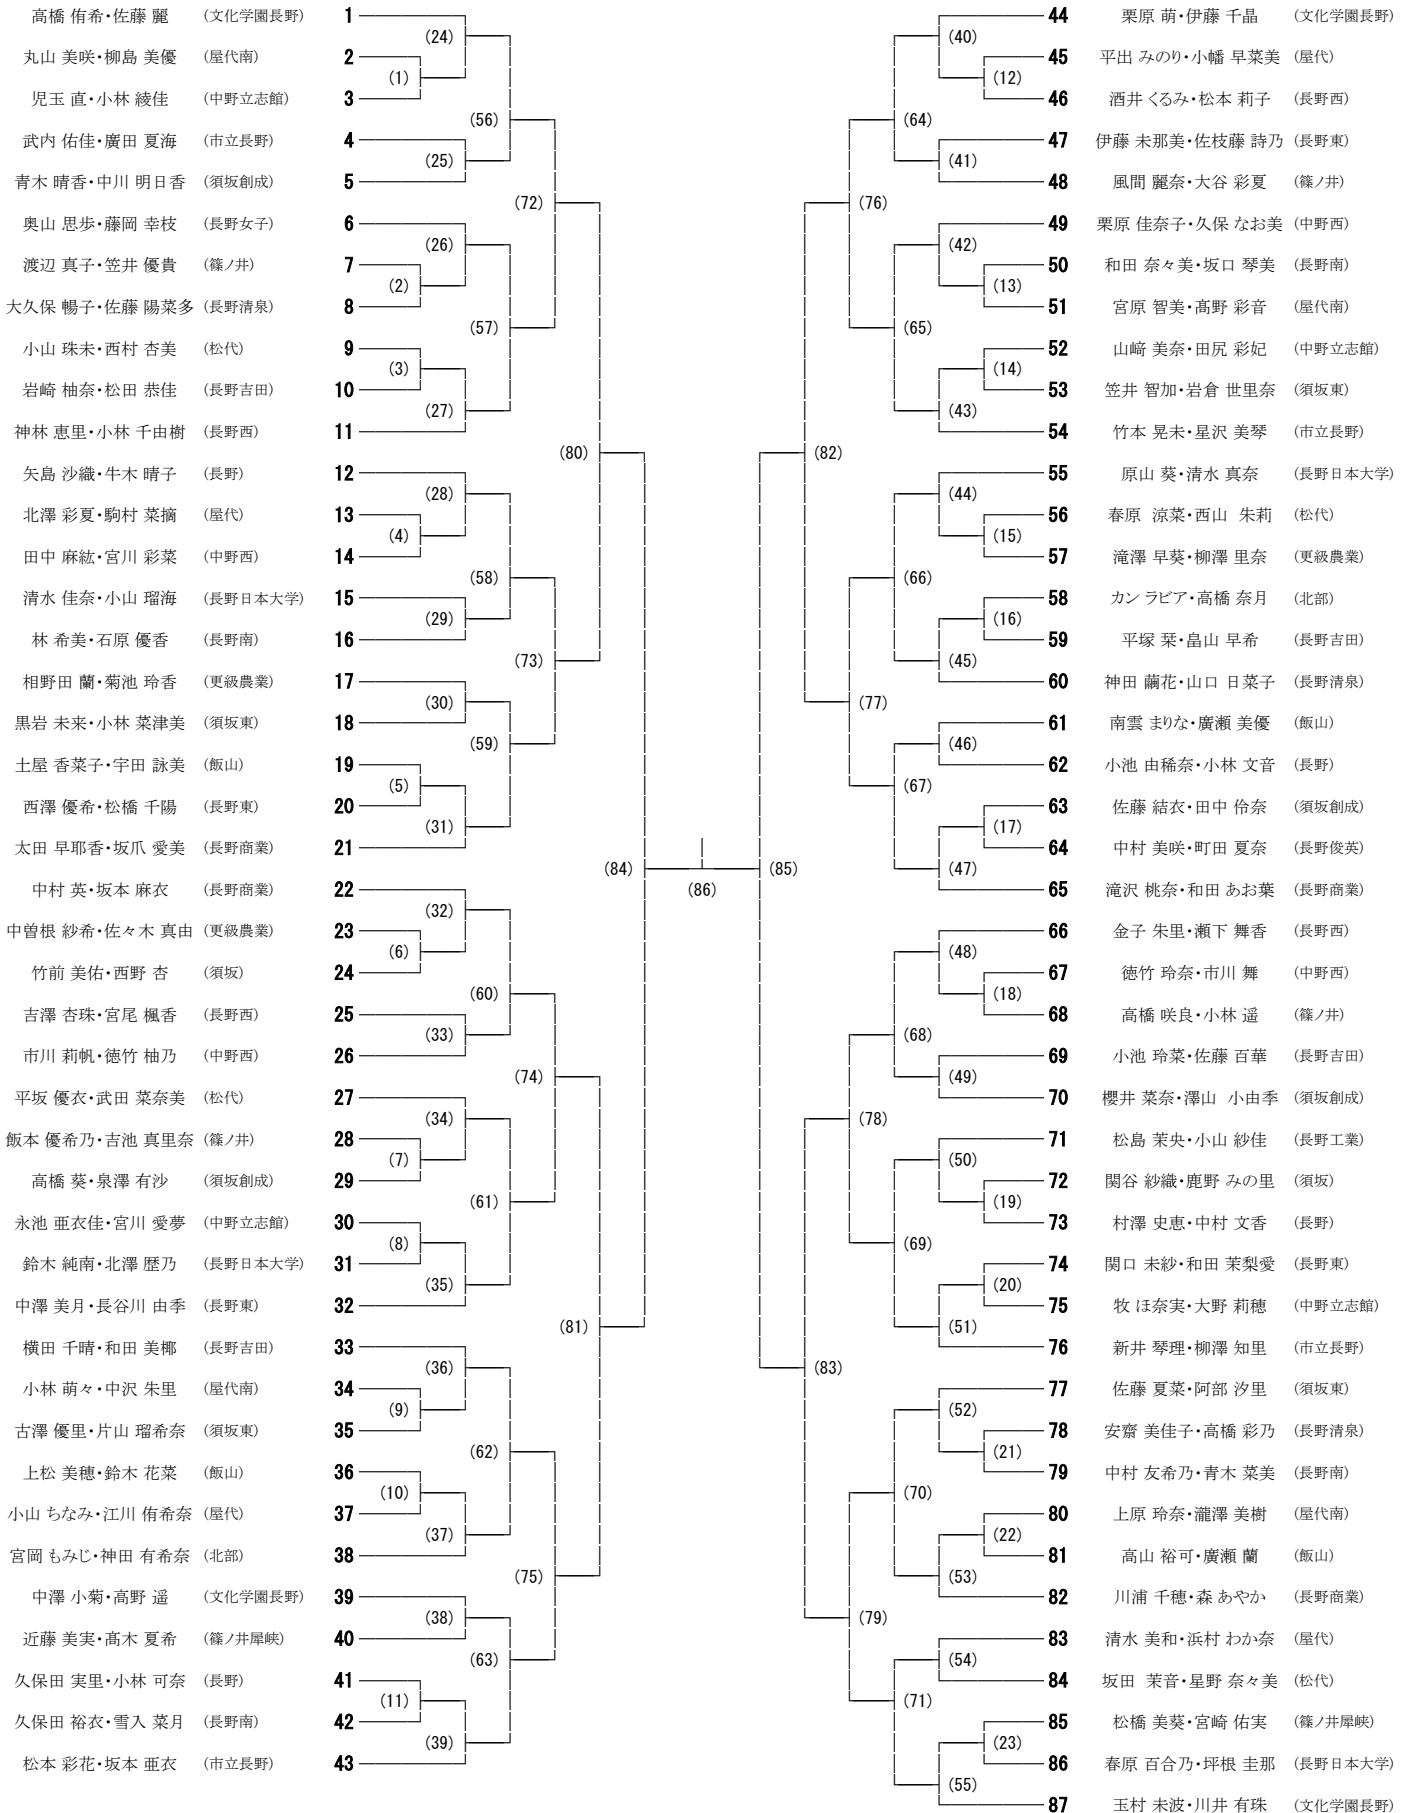 高橋 侑希・佐藤 麗 (文化学園長野) 1
(24)
丸山 美咲・柳島 美優 (屋代南) 2
(1)
児玉 直・小林 綾佳 (中野立志館) 3
(56)
武内 佑佳・廣田 夏海 (市立長野) 4
(25)
青木 晴香・中川 明日香 (須坂創成) 5
(72)
奥山 思歩・藤岡 幸枝 (長野女子) 6
(26)
渡辺 真子・笠井 優貴 (篠ノ井) 7
(2)
大久保 暢子・佐藤 陽菜多 (長野清泉) 8
(57)
小山 珠未・西村 杏美 (松代) 9
(3)
岩崎 柚奈・松田 恭佳 (長野吉田) 10
(27)
神林 恵里・小林 千由樹 (長野西) 11
(80)
矢島 沙織・牛木 晴子 (長野) 12
(28)
北澤 彩夏・駒村 菜摘 (屋代) 13
(4)
田中 麻紘・宮川 彩菜 (中野西) 14
(58)
清水 佳奈・小山 瑠海 (長野日本大学) 15
(29)
林 希美・石原 優香 (長野南) 16
(73)
相野田 蘭・菊池 玲香 (更級農業) 17
(30)
黒岩 未来・小林 菜津美 (須坂東) 18
(59)
土屋 香菜子・宇田 詠美 (飯山) 19
(5)
西澤 優希・松橋 千陽 (長野東) 20
(31)
太田 早耶香・坂爪 愛美 (長野商業) 21
(84)
中村 英・坂本 麻衣 (長野商業) 22
(32)
中曽根 紗希・佐々木 真由 (更級農業) 23
(6)
竹前 美佑・西野 杏 (須坂) 24
(60)
吉澤 杏珠・宮尾 楓香 (長野西) 25
(33)
市川 莉帆・徳竹 柚乃 (中野西) 26
(74)
平坂 優衣・武田 菜奈美 (松代) 27
(34)
飯本 優希乃・吉池 真里奈 (篠ノ井) 28
(7)
高橋 葵・泉澤 有沙 (須坂創成) 29
(61)
永池 亜衣佳・宮川 愛夢 (中野立志館) 30
(8)
鈴木 純南・北澤 歴乃 (長野日本大学) 31
(35)
中澤 美月・長谷川 由季 (長野東) 32
(81)
横田 千晴・和田 美椰 (長野吉田) 33
(36)
小林 萌々・中沢 朱里 (屋代南) 34
(9)
古澤 優里・片山 瑠希奈 (須坂東) 35
(62)
上松 美穂・鈴木 花菜 (飯山) 36
(10)
小山 ちなみ・江川 侑希奈 (屋代) 37
(37)
宮岡 もみじ・神田 有希奈 (北部) 38
(75)
中澤 小菊・高野 遥 (文化学園長野) 39
(38)
近藤 美実・髙木 夏希 (篠ノ井犀峡) 40
(63)
久保田 実里・小林 可奈 (長野) 41
(11)
久保田 裕衣・雪入 菜月 (長野南) 42
(39)
松本 彩花・坂本 亜衣 (市立長野) 43
(86)
44 栗原 萌・伊藤 千晶 (文化学園長野)
(40)
45 平出 みのり・小幡 早菜美 (屋代)
(12)
46 酒井 くるみ・松本 莉子 (長野西)
(64)
47 伊藤 未那美・佐枝藤 詩乃 (長野東)
(41)
48 風間 麗奈・大谷 彩夏 (篠ノ井)
(76)
49 栗原 佳奈子・久保 なお美 (中野西)
(42)
50 和田 奈々美・坂口 琴美 (長野南)
(13)
51 宮原 智美・髙野 彩音 (屋代南)
(65)
52 山﨑 美奈・田尻 彩妃 (中野立志館)
(14)
53 笠井 智加・岩倉 世里奈 (須坂東)
(43)
54 竹本 晃未・星沢 美琴 (市立長野)
(82)
55 原山 葵・清水 真奈 (長野日本大学)
(44)
56 春原 涼菜・西山 朱莉 (松代)
(15)
57 滝澤 早葵・柳澤 里奈 (更級農業)
(66)
58 カン ラビア・高橋 奈月 (北部)
(16)
59 平塚 栞・畠山 早希 (長野吉田)
(45)
60 神田 繭花・山口 日菜子 (長野清泉)
(77)
61 南雲 まりな・廣瀬 美優 (飯山)
(46)
62 小池 由稀奈・小林 文音 (長野)
(67)
63 佐藤 結衣・田中 伶奈 (須坂創成)
(17)
64 中村 美咲・町田 夏奈 (長野俊英)
(47)
(85)
65 滝沢 桃奈・和田 あお葉 (長野商業)
66 金子 朱里・瀬下 舞香 (長野西)
(48)
67 徳竹 玲奈・市川 舞 (中野西)
(18)
68 高橋 咲良・小林 遥 (篠ノ井)
(68)
69 小池 玲菜・佐藤 百華 (長野吉田)
(49)
70 櫻井 菜奈・澤山 小由季 (須坂創成)
(78)
71 松島 茉央・小山 紗佳 (長野工業)
(50)
72 関谷 紗織・鹿野 みの里 (須坂)
(19)
73 村澤 史恵・中村 文香 (長野)
(69)
74 関口 未紗・和田 茉梨愛 (長野東)
(20)
75 牧 ほ奈実・大野 莉穂 (中野立志館)
(51)
76 新井 琴理・柳澤 知里 (市立長野)
(83)
77 佐藤 夏菜・阿部 汐里 (須坂東)
(52)
78 安齋 美佳子・高橋 彩乃 (長野清泉)
(21)
79 中村 友希乃・青木 菜美 (長野南)
(70)
80 上原 玲奈・瀧澤 美樹 (屋代南)
(22)
81 高山 裕可・廣瀬 蘭 (飯山)
(53)
82 川浦 千穂・森 あやか (長野商業)
(79)
83 清水 美和・浜村 わか奈 (屋代)
(54)
84 坂田 茉音・星野 奈々美 (松代)
(71)
85 松橋 美葵・宮崎 佑実 (篠ノ井犀峡)
(23)
86 春原 百合乃・坪根 圭那 (長野日本大学)
(55)
87 玉村 未波・川井 有珠 (文化学園長野)